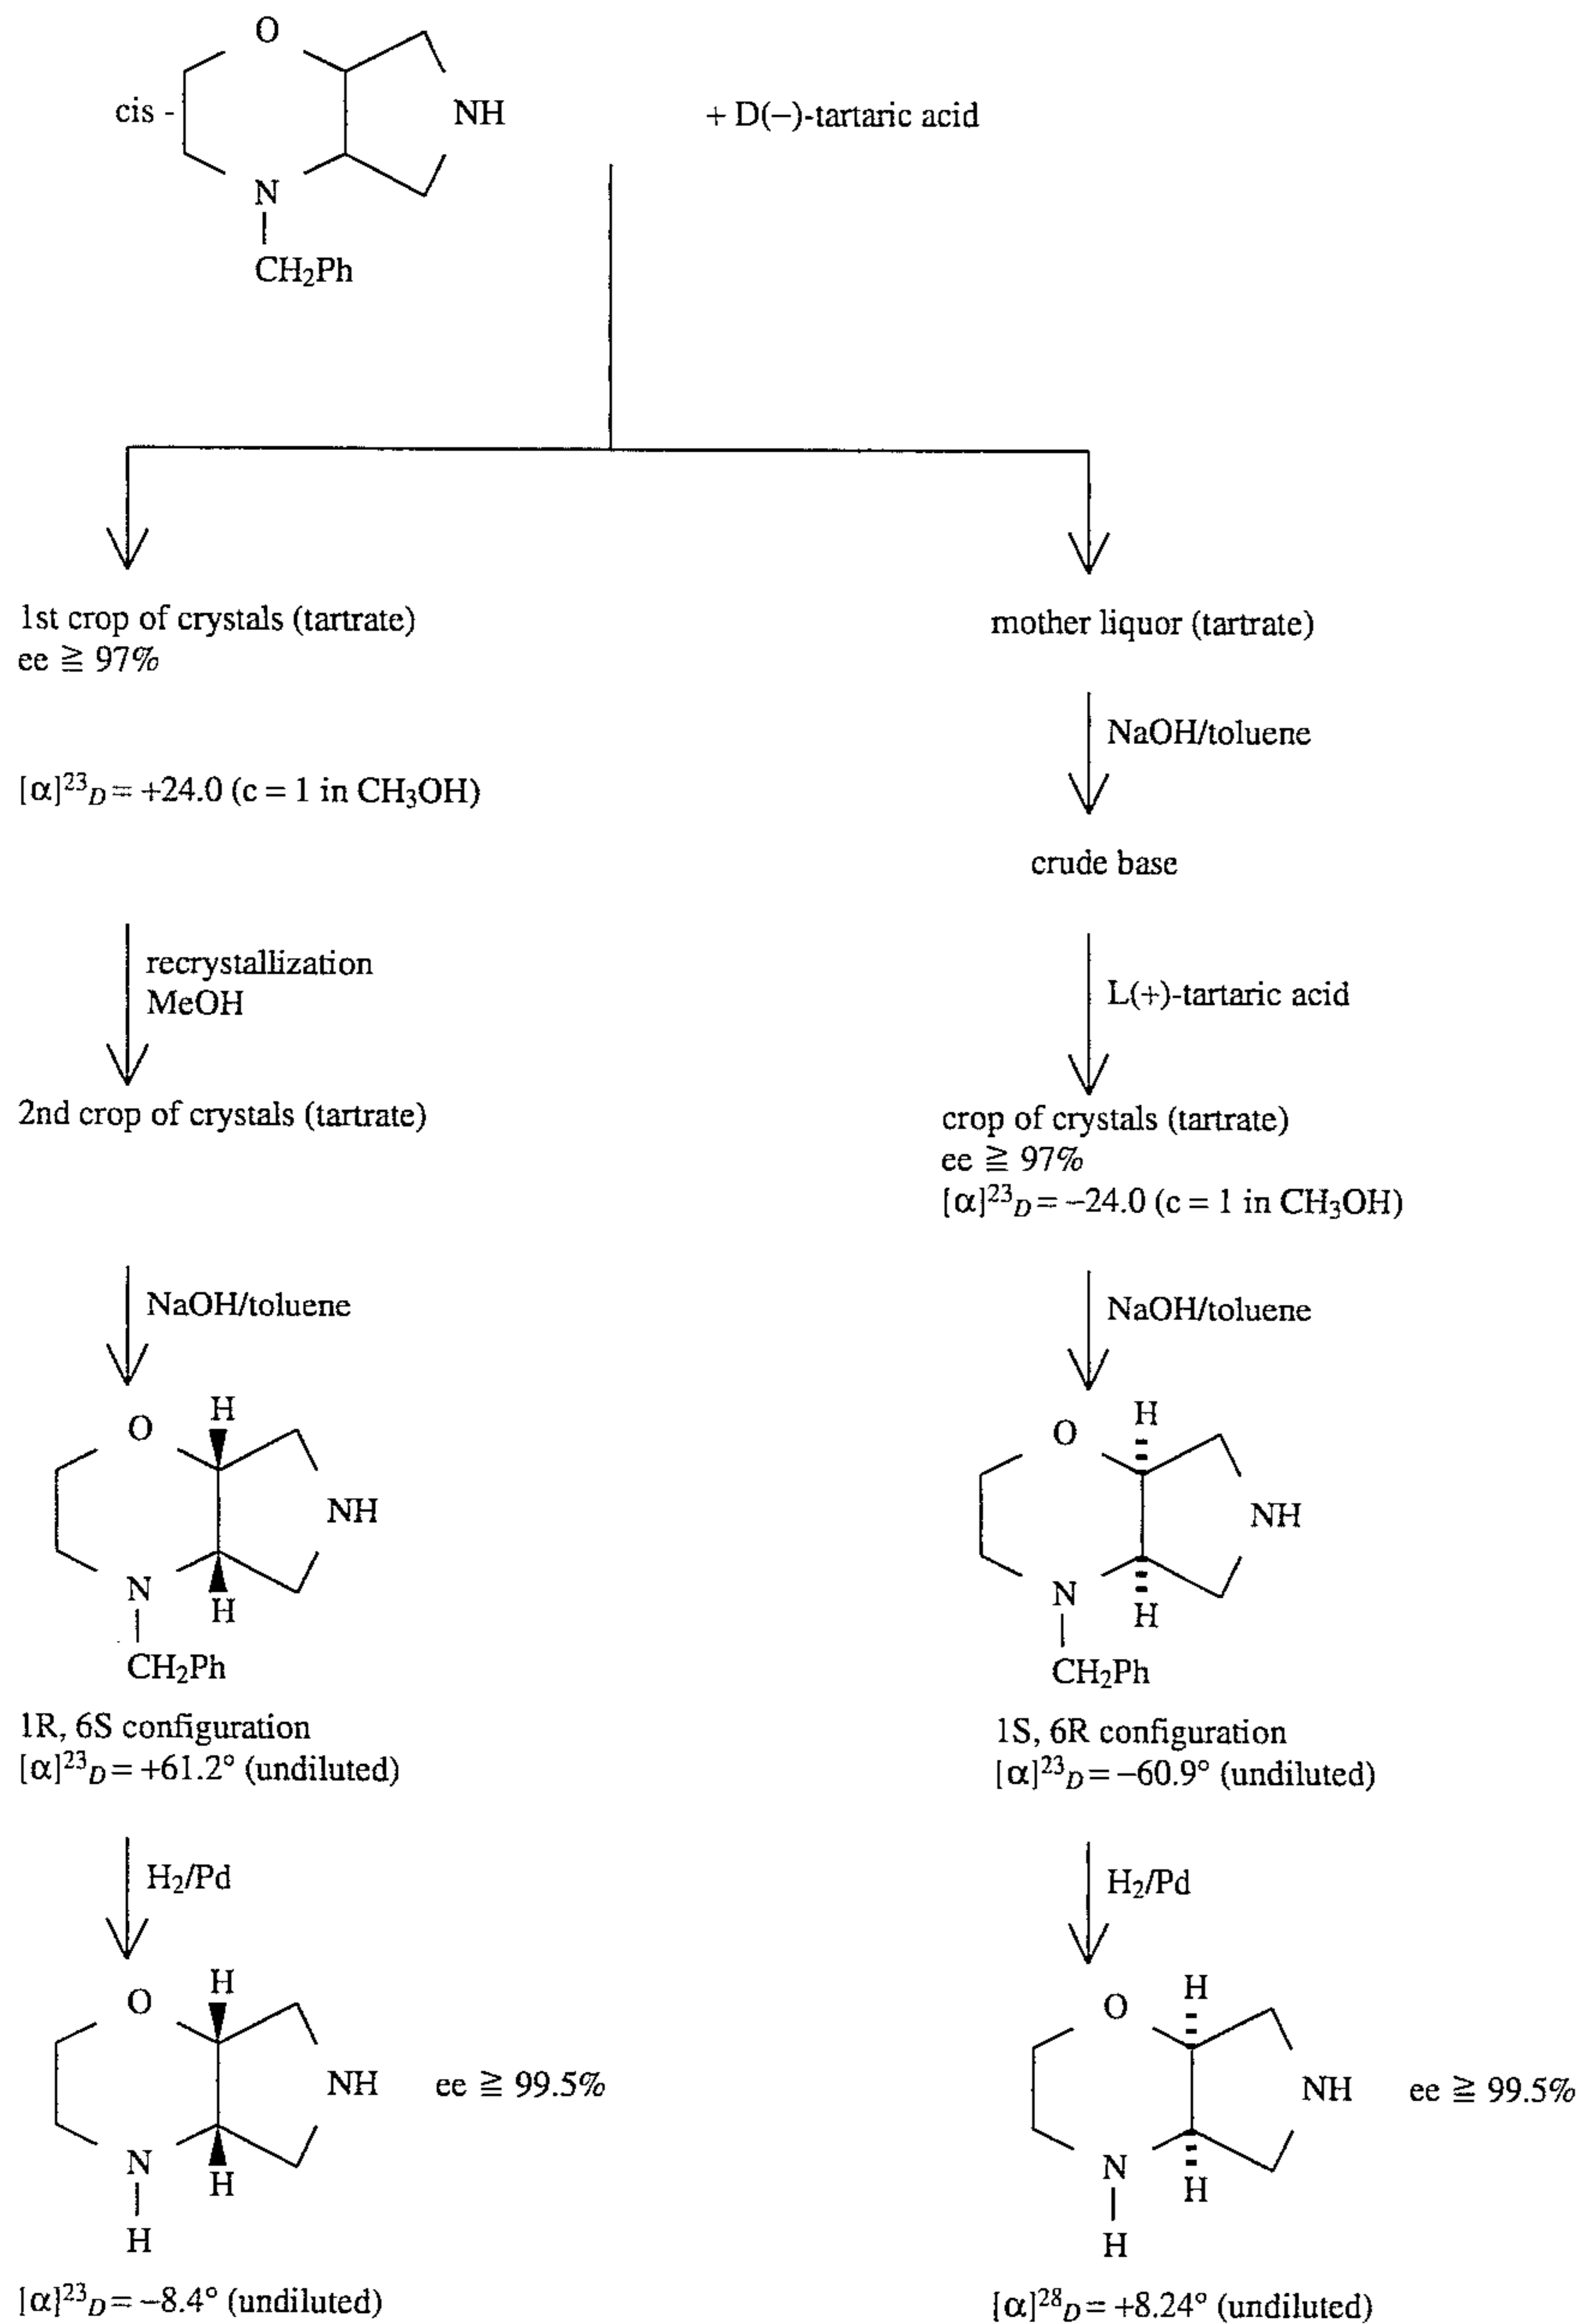 O
cis -
NH
+ D(−)-tartaric acid
N
CH₂Ph
1st crop of crystals (tartrate)
ee ≧ 97%
mother liquor (tartrate)
NaOH/toluene
[α]²³D = +24.0 (c = 1 in CH₃OH)
crude base
recrystallization
MeOH
L(+)-tartaric acid
2nd crop of crystals (tartrate)
crop of crystals (tartrate)
ee ≧ 97%
[α]²³D = −24.0 (c = 1 in CH₃OH)
NaOH/toluene
NaOH/toluene
H
O
NH
N
H
CH₂Ph
H
O
NH
N
H
CH₂Ph
1R, 6S configuration
[α]²³D = +61.2° (undiluted)
1S, 6R configuration
[α]²³D = −60.9° (undiluted)
H₂/Pd
H₂/Pd
H
O
NH
ee ≧ 99.5%
N
H
H
H
O
NH
ee ≧ 99.5%
N
H
H
[α]²³D = −8.4° (undiluted)
[α]²⁸D = +8.24° (undiluted)